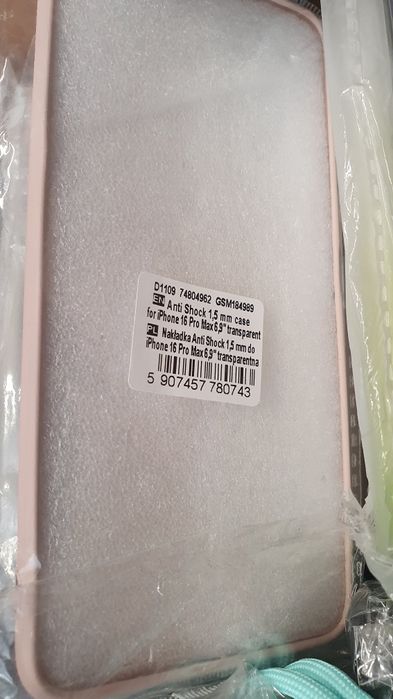 D1109 74804962 GSM184989
EN Anti Shock 1,5 mm case
for iPhone 16 Pro Max 6,9" transparent
PL Nakładka Anti Shock 1,5 mm do
iPhone 16 Pro Max 6,9" transparentna
5 907457 780743